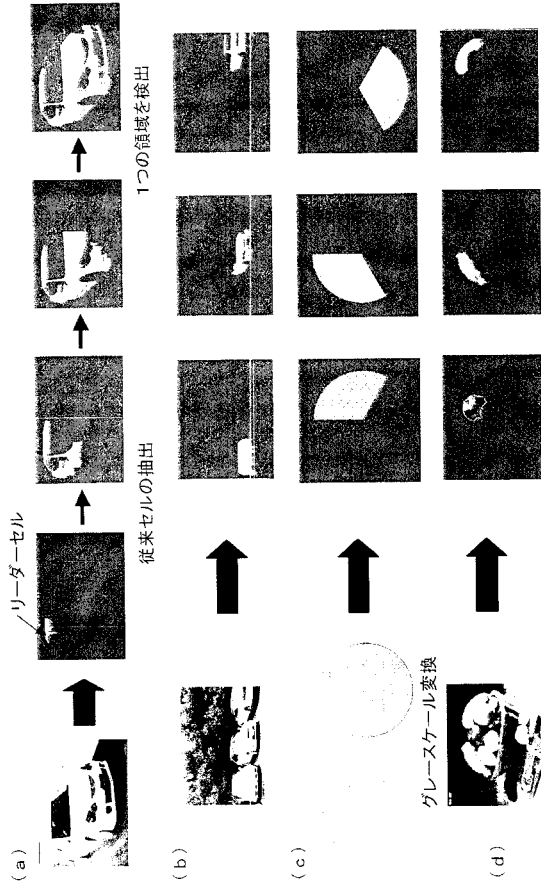 (a)
リーダーセル
従来セルの抽出
1つの領域を検出
(b)
(c)
グレースケール変換
(d)